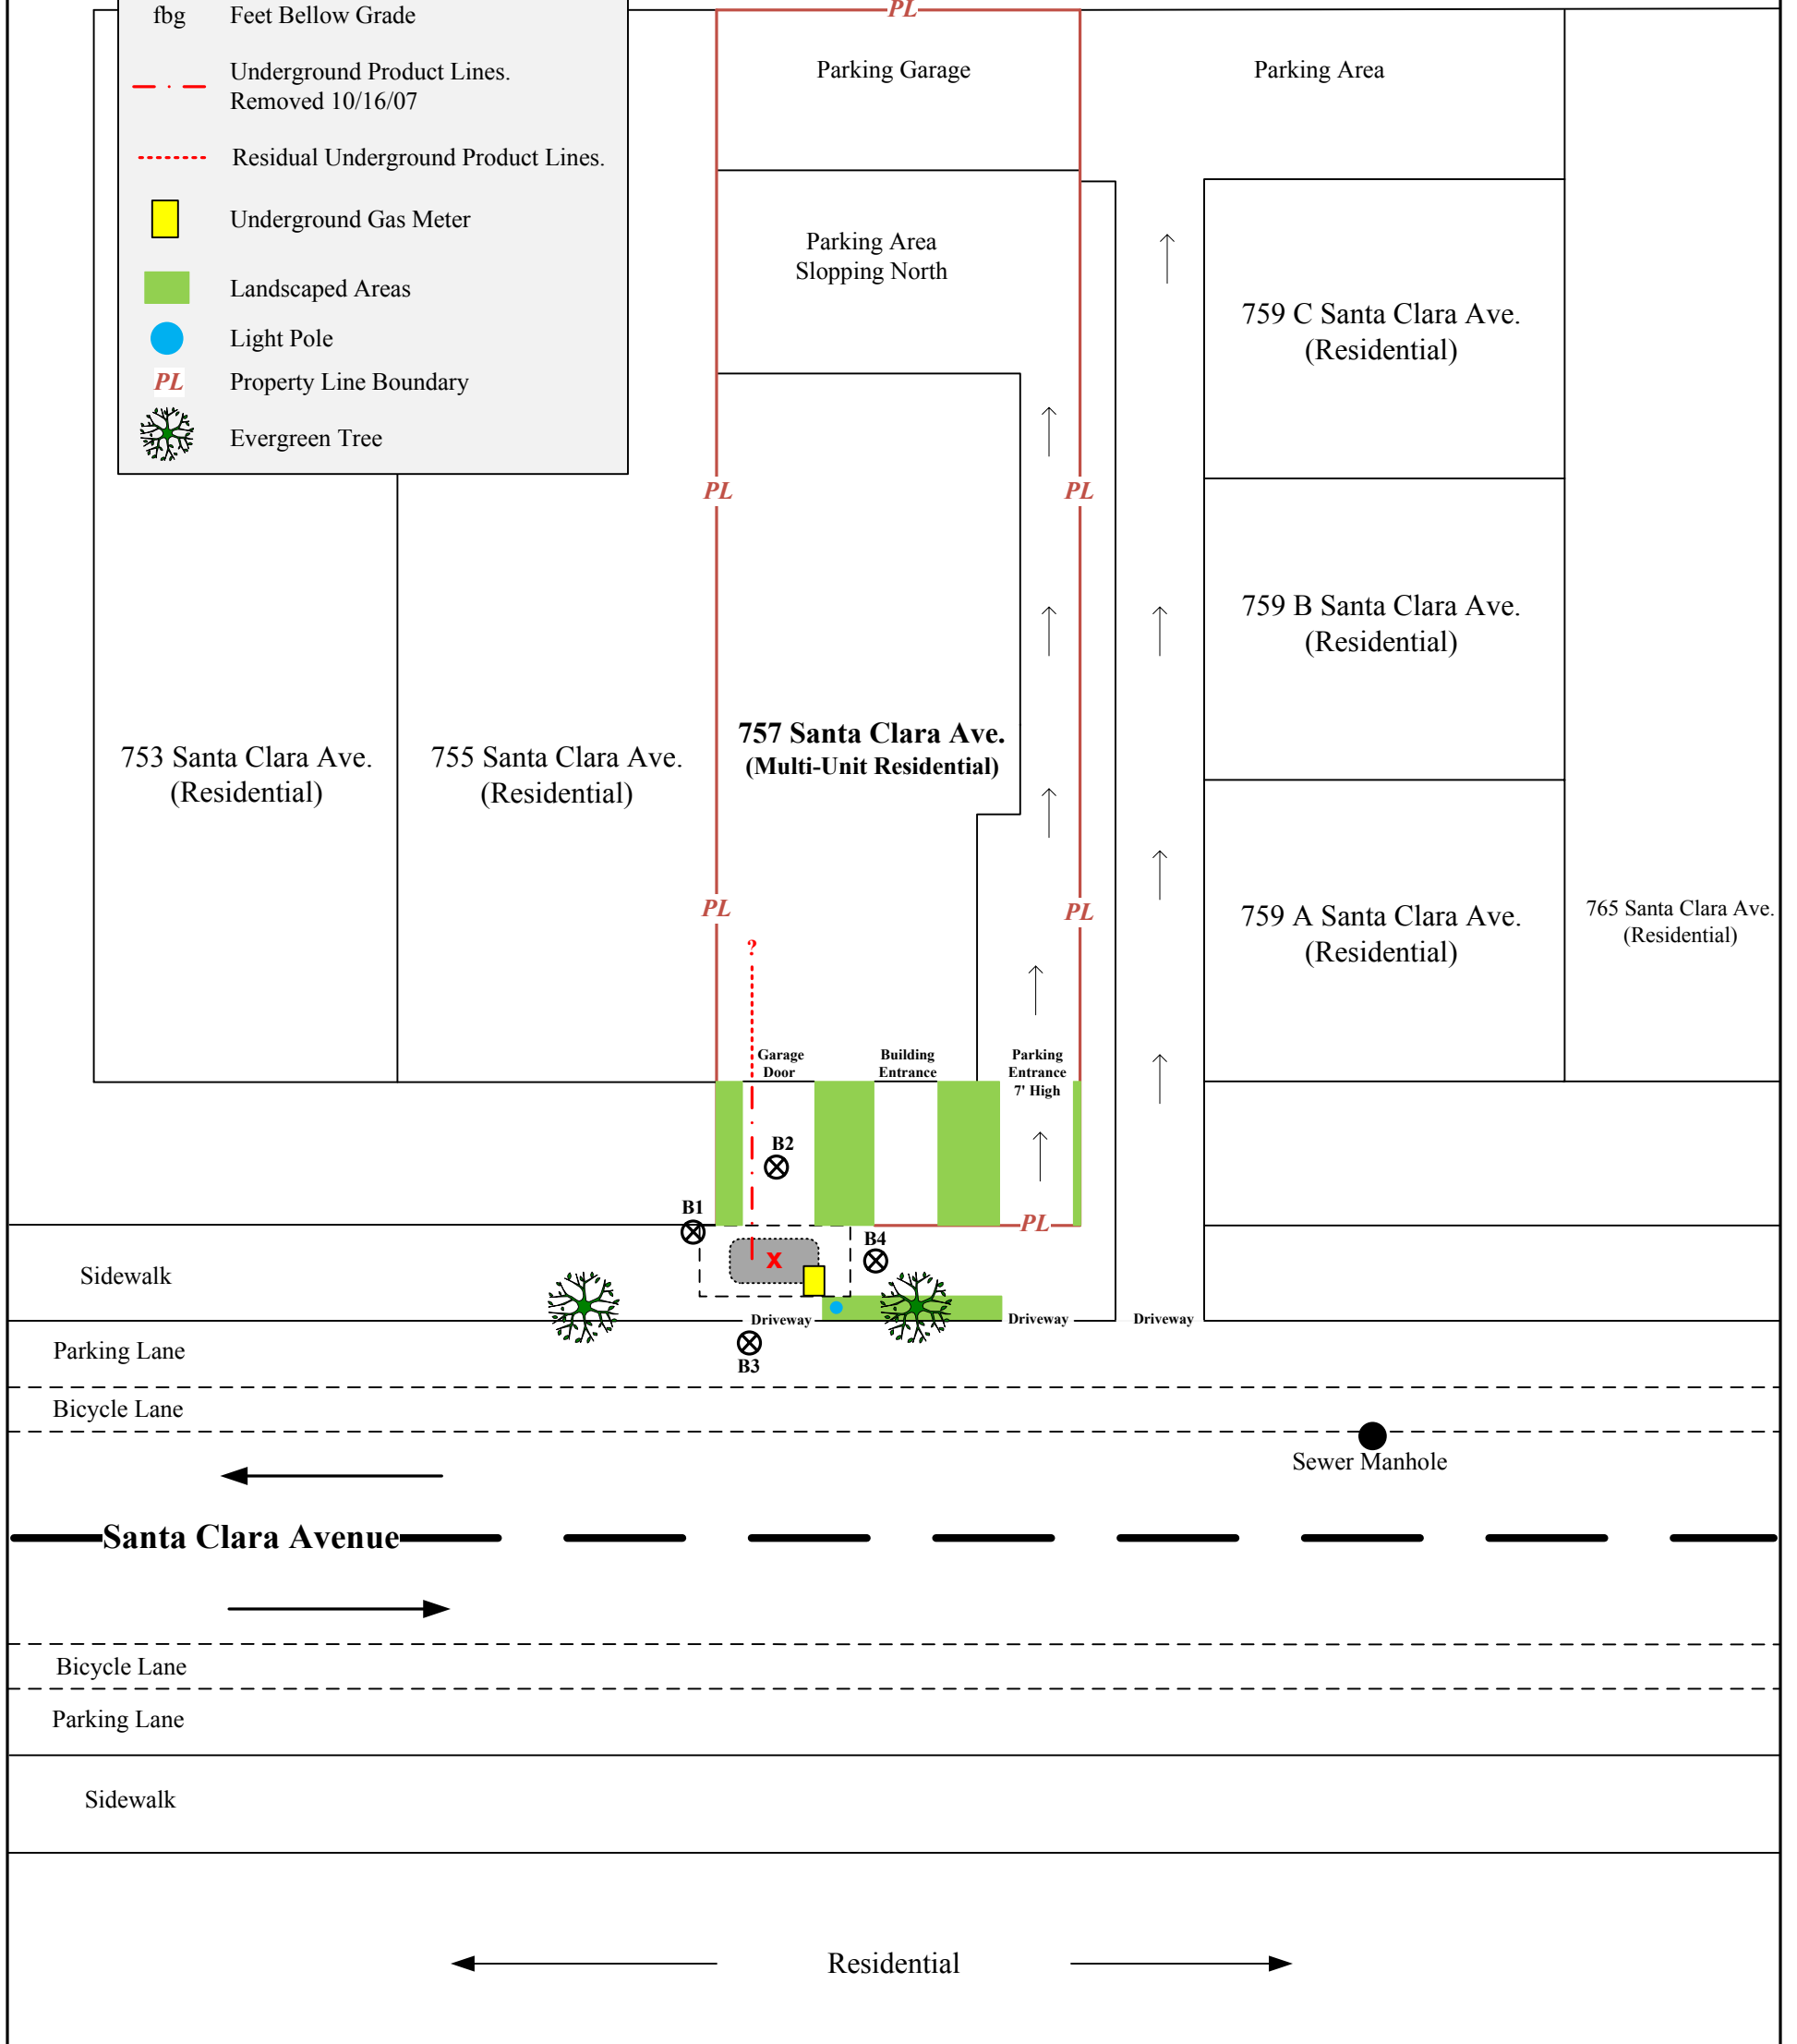 fbg Feet Bellow Grade
Underground Product Lines.
Removed 10/16/07
Residual Underground Product Lines.
Underground Gas Meter
Landscaped Areas
Light Pole
PL Property Line Boundary
Evergreen Tree
PL
Parking Garage
Parking Area
Parking Area
Slopping North
759 C Santa Clara Ave.
(Residential)
PL
PL
759 B Santa Clara Ave.
(Residential)
753 Santa Clara Ave.
(Residential)
755 Santa Clara Ave.
(Residential)
757 Santa Clara Ave.
(Multi-Unit Residential)
PL
PL
759 A Santa Clara Ave.
(Residential)
765 Santa Clara Ave.
(Residential)
?
Garage
Door
Building
Entrance
Parking
Entrance
7' High
B2
B1
PL
B4
X
Sidewalk
Driveway
Driveway
Driveway
B3
Parking Lane
Bicycle Lane
Sewer Manhole
Santa Clara Avenue
Bicycle Lane
Parking Lane
Sidewalk
Residential